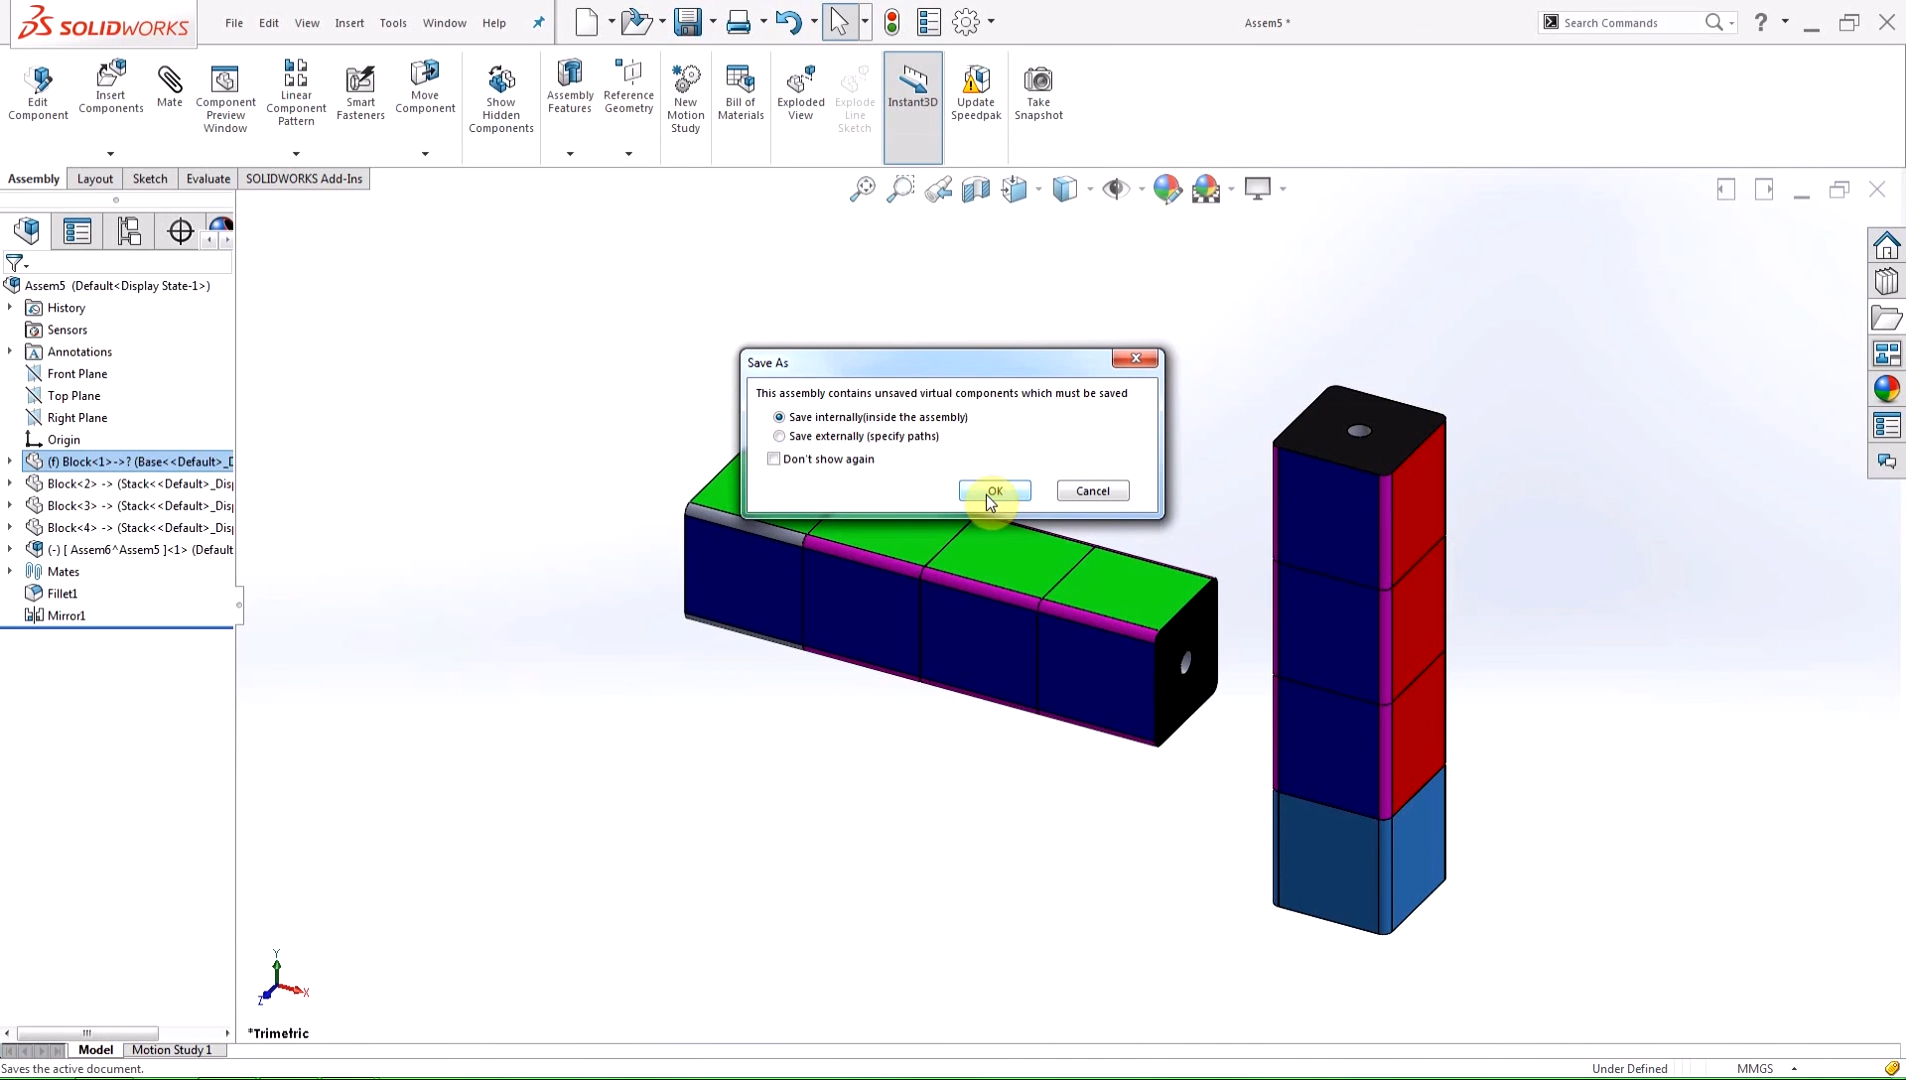 SOLIDWORKS
File Edit View Insert Tools Window Help
Assem5 *
Search Commands
?
Edit Component
Insert Components
Mate
Component Preview Window
Linear Component Pattern
Smart Fasteners
Move Component
Show Hidden Components
Assembly Features
Reference Geometry
New Motion Study
Bill of Materials
Exploded View
Explode Line Sketch
Instant3D
Update Speedpak
Take Snapshot
Assembly Layout Sketch Evaluate SOLIDWORKS Add-Ins
Assem5 (Default<Display State-1>)
History
Sensors
Annotations
Front Plane
Top Plane
Right Plane
Origin
(f) Block<1>->? (Base<<Default>_D
Block<2> -> (Stack<<Default>_Disp
Block<3> -> (Stack<<Default>_Disp
Block<4> -> (Stack<<Default>_Disp
(-) [ Assem6^Assem5 ]<1> (Default
Mates
Fillet1
Mirror1
Save As
This assembly contains unsaved virtual components which must be saved
Save internally(inside the assembly)
Save externally (specify paths)
Don't show again
OK Cancel
Y
X
Z
*Trimetric
Model Motion Study 1
Saves the active document.
Under Defined MMGS